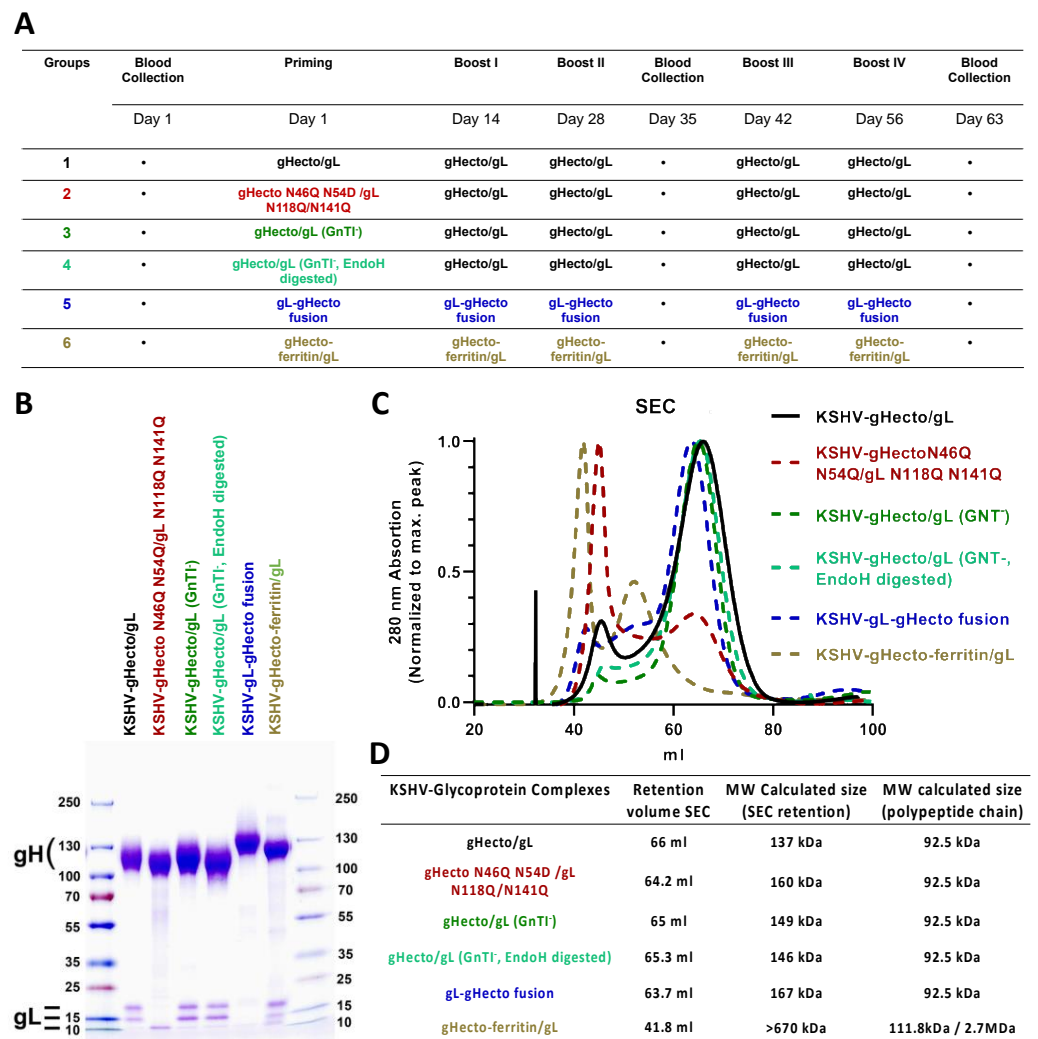 A
Groups Blood Collection Priming Boost I Boost II Blood Collection Boost III Boost IV Blood Collection
Day 1 Day 1 Day 14 Day 28 Day 35 Day 42 Day 56 Day 63
1 • gHecto/gL gHecto/gL gHecto/gL • gHecto/gL gHecto/gL •
2 • gHecto N46Q N54D /gL N118Q/N141Q gHecto/gL gHecto/gL • gHecto/gL gHecto/gL •
3 • gHecto/gL (GnTI-) gHecto/gL gHecto/gL • gHecto/gL gHecto/gL •
4 • gHecto/gL (GnTI-, EndoH digested) gHecto/gL gHecto/gL • gHecto/gL gHecto/gL •
5 • gL-gHecto fusion gL-gHecto fusion gL-gHecto fusion • gL-gHecto fusion gL-gHecto fusion •
6 • gHecto-ferritin/gL gHecto-ferritin/gL gHecto-ferritin/gL • gHecto-ferritin/gL gHecto-ferritin/gL •
B
KSHV-gHecto/gL
KSHV-gHecto N46Q N54Q/gL N118Q N141Q
KSHV-gHecto/gL (GnTI-)
KSHV-gHecto/gL (GnTI-, EndoH digested)
KSHV-gL-gHecto fusion
KSHV-gHecto-ferritin/gL
250
130
100
70
55
35
25
15
10
gH(
gL
250
130
100
70
55
35
25
15
10
C
SEC
280 nm Absortion
(Normalized to max. peak)
1.0
0.5
0.0
20 40 60 80 100
ml
KSHV-gHecto/gL
KSHV-gHectoN46Q
N54Q/gL N118Q N141Q
KSHV-gHecto/gL (GNT-)
KSHV-gHecto/gL (GNT-,
EndoH digested)
KSHV-gL-gHecto fusion
KSHV-gHecto-ferritin/gL
D
KSHV-Glycoprotein Complexes Retention volume SEC MW Calculated size (SEC retention) MW calculated size (polypeptide chain)
gHecto/gL 66 ml 137 kDa 92.5 kDa
gHecto N46Q N54D /gL N118Q/N141Q 64.2 ml 160 kDa 92.5 kDa
gHecto/gL (GnTI-) 65 ml 149 kDa 92.5 kDa
gHecto/gL (GnTI-, EndoH digested) 65.3 ml 146 kDa 92.5 kDa
gL-gHecto fusion 63.7 ml 167 kDa 92.5 kDa
gHecto-ferritin/gL 41.8 ml >670 kDa 111.8kDa / 2.7MDa